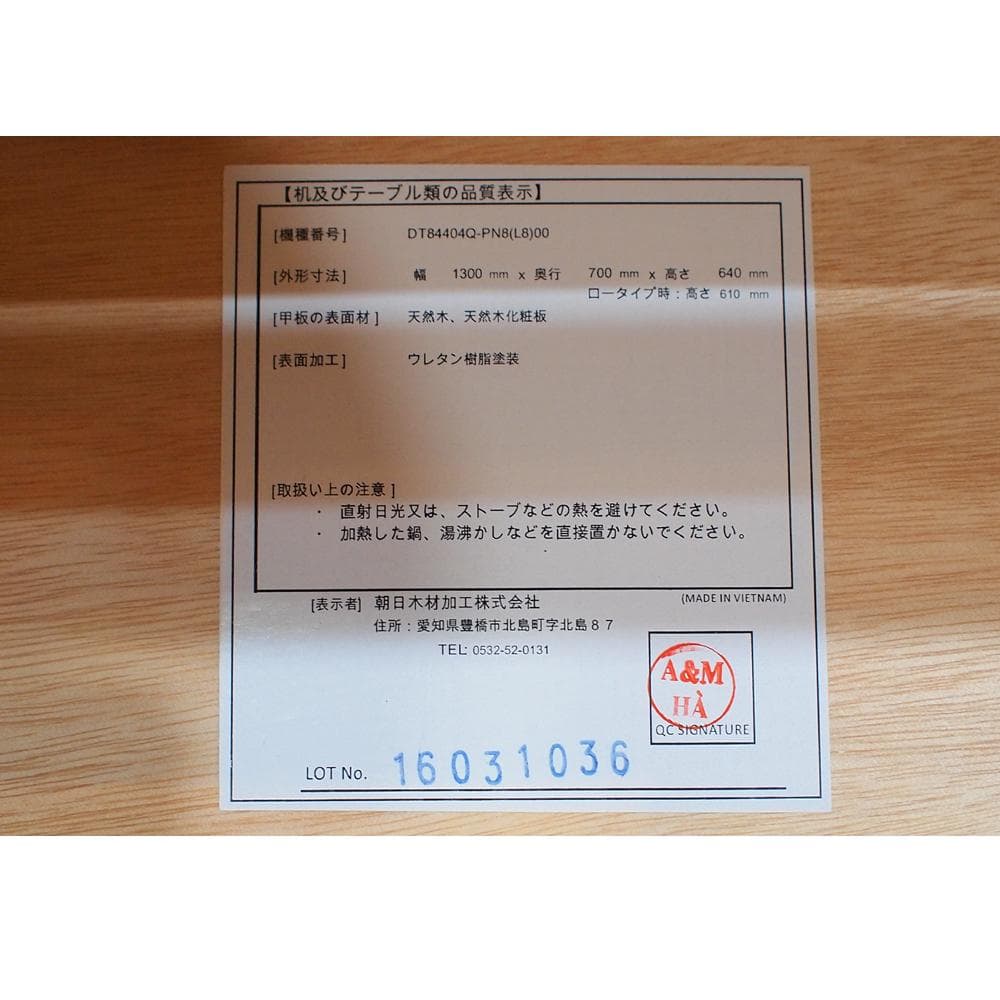 【机及びテーブル類の品質表示】
[機種番号] DT84404Q-PN8(L8)00
[外形寸法] 幅 1300 mm x 奥行 700 mm x 高さ 640 mm
ロータイプ時：高さ 610 mm
[甲板の表面材] 天然木、天然木化粧板
[表面加工] ウレタン樹脂塗装
[取扱い上の注意]
・ 直射日光又は、ストーブなどの熱を避けてください。
・ 加熱した鍋、湯沸かしなどを直接置かないでください。
[表示者] 朝日木材加工株式会社 (MADE IN VIETNAM)
住所：愛知県豊橋市北島町字北島８７
TEL: 0532-52-0131
A&M
HÀ
QC SIGNATURE
LOT No. 16031036